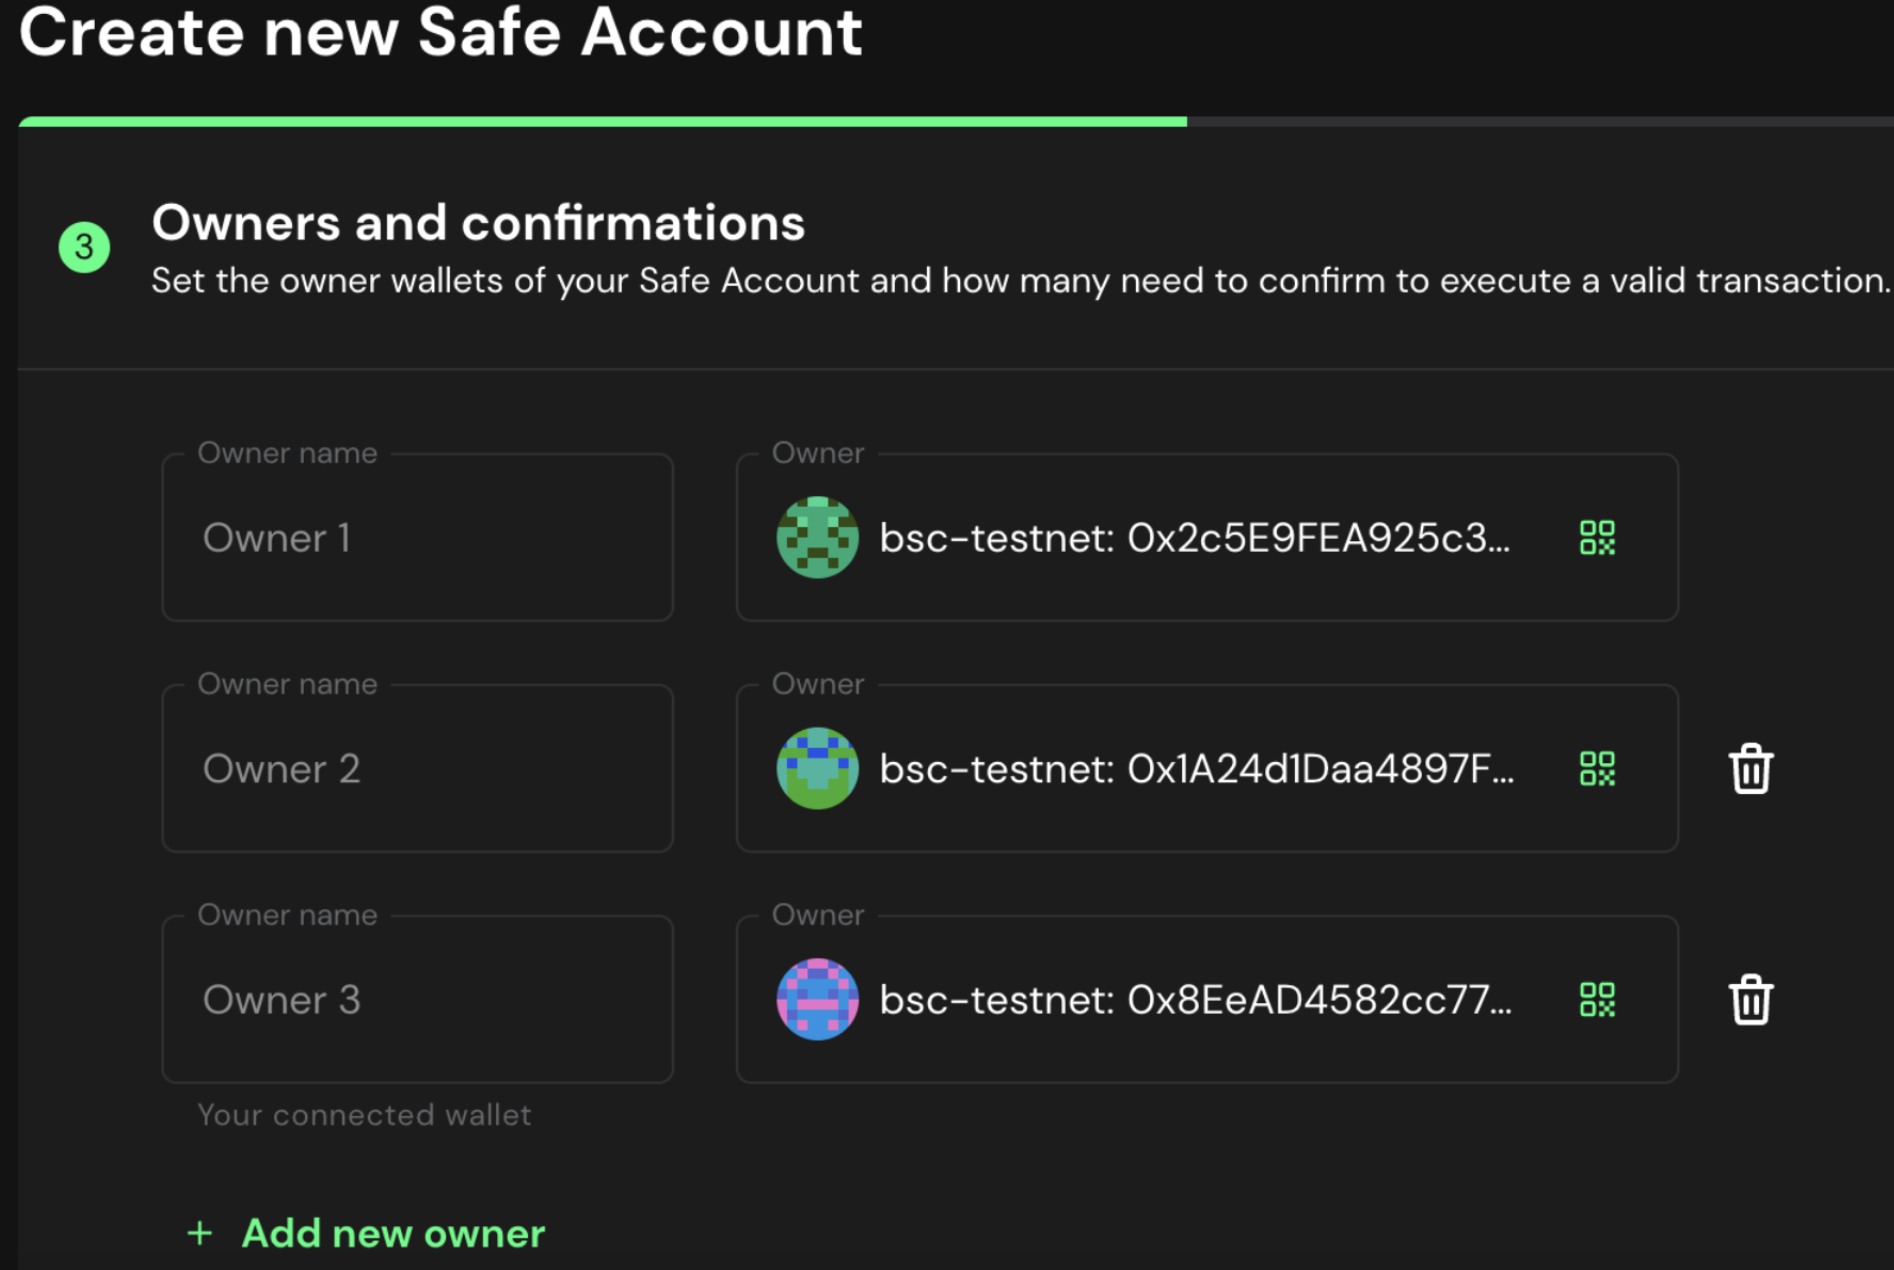 Create new Safe Account
3
Owners and confirmations
Set the owner wallets of your Safe Account and how many need to confirm to execute a valid transaction.
Owner name
Owner
Owner 1
bsc-testnet: 0x2c5E9FEA925c3...
Owner name
Owner
Owner 2
bsc-testnet: 0x1A24d1Daa4897F...
Owner name
Owner
Owner 3
bsc-testnet: 0x8EeAD4582cc77...
Your connected wallet
+ Add new owner